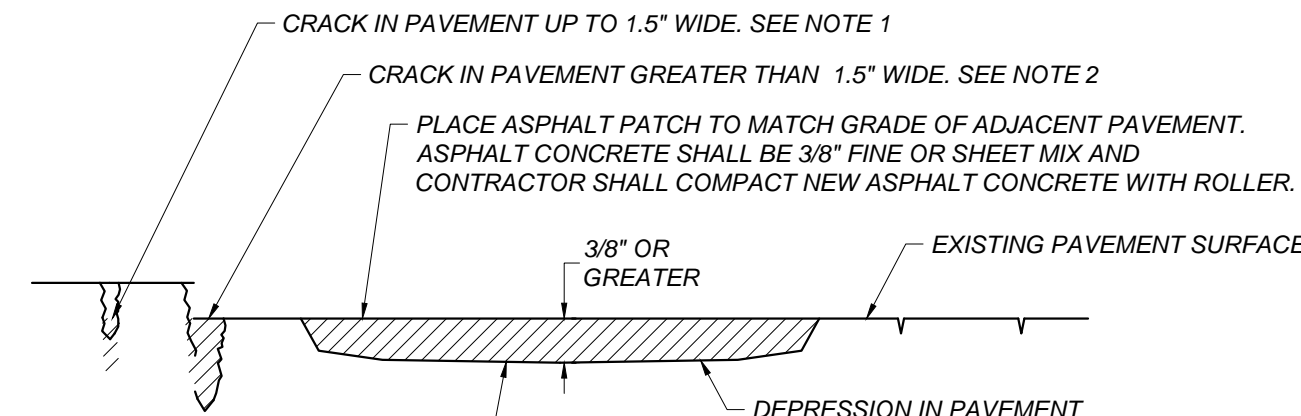 CRACK IN PAVEMENT UP TO 1.5" WIDE. SEE NOTE 1
CRACK IN PAVEMENT GREATER THAN 1.5" WIDE. SEE NOTE 2
PLACE ASPHALT PATCH TO MATCH GRADE OF ADJACENT PAVEMENT.
ASPHALT CONCRETE SHALL BE 3/8" FINE OR SHEET MIX AND
CONTRACTOR SHALL COMPACT NEW ASPHALT CONCRETE WITH ROLLER.
3/8" OR
GREATER
EXISTING PAVEMENT SURFACE
DEPRESSION IN PAVEMENT